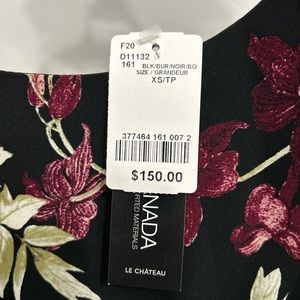 F20
D11132
161 BLK/BUR/NOIR/BO
SIZE / GRANDEUR
XS/TP
377464 161 007 2
$150.00
NADA
RTED MATERIALS
LE CHÂTEAU